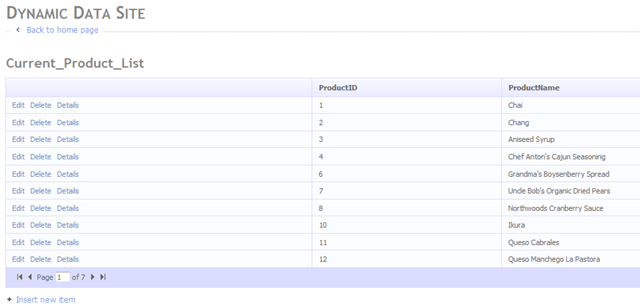 DYNAMIC DATA SITE
Back to home page
Current_Product_List
ProductID ProductName
Edit Delete Details 1 Chai
Edit Delete Details 2 Chang
Edit Delete Details 3 Aniseed Syrup
Edit Delete Details 4 Chef Anton's Cajun Seasoning
Edit Delete Details 6 Grandma's Boysenberry Spread
Edit Delete Details 7 Unde Bob's Organic Dried Pears
Edit Delete Details 8 Northwoods Cranberry Sauce
Edit Delete Details 10 Ikura
Edit Delete Details 11 Queso Cabrales
Edit Delete Details 12 Queso Manchego La Pastora
Page 1 of 7
Insert new item